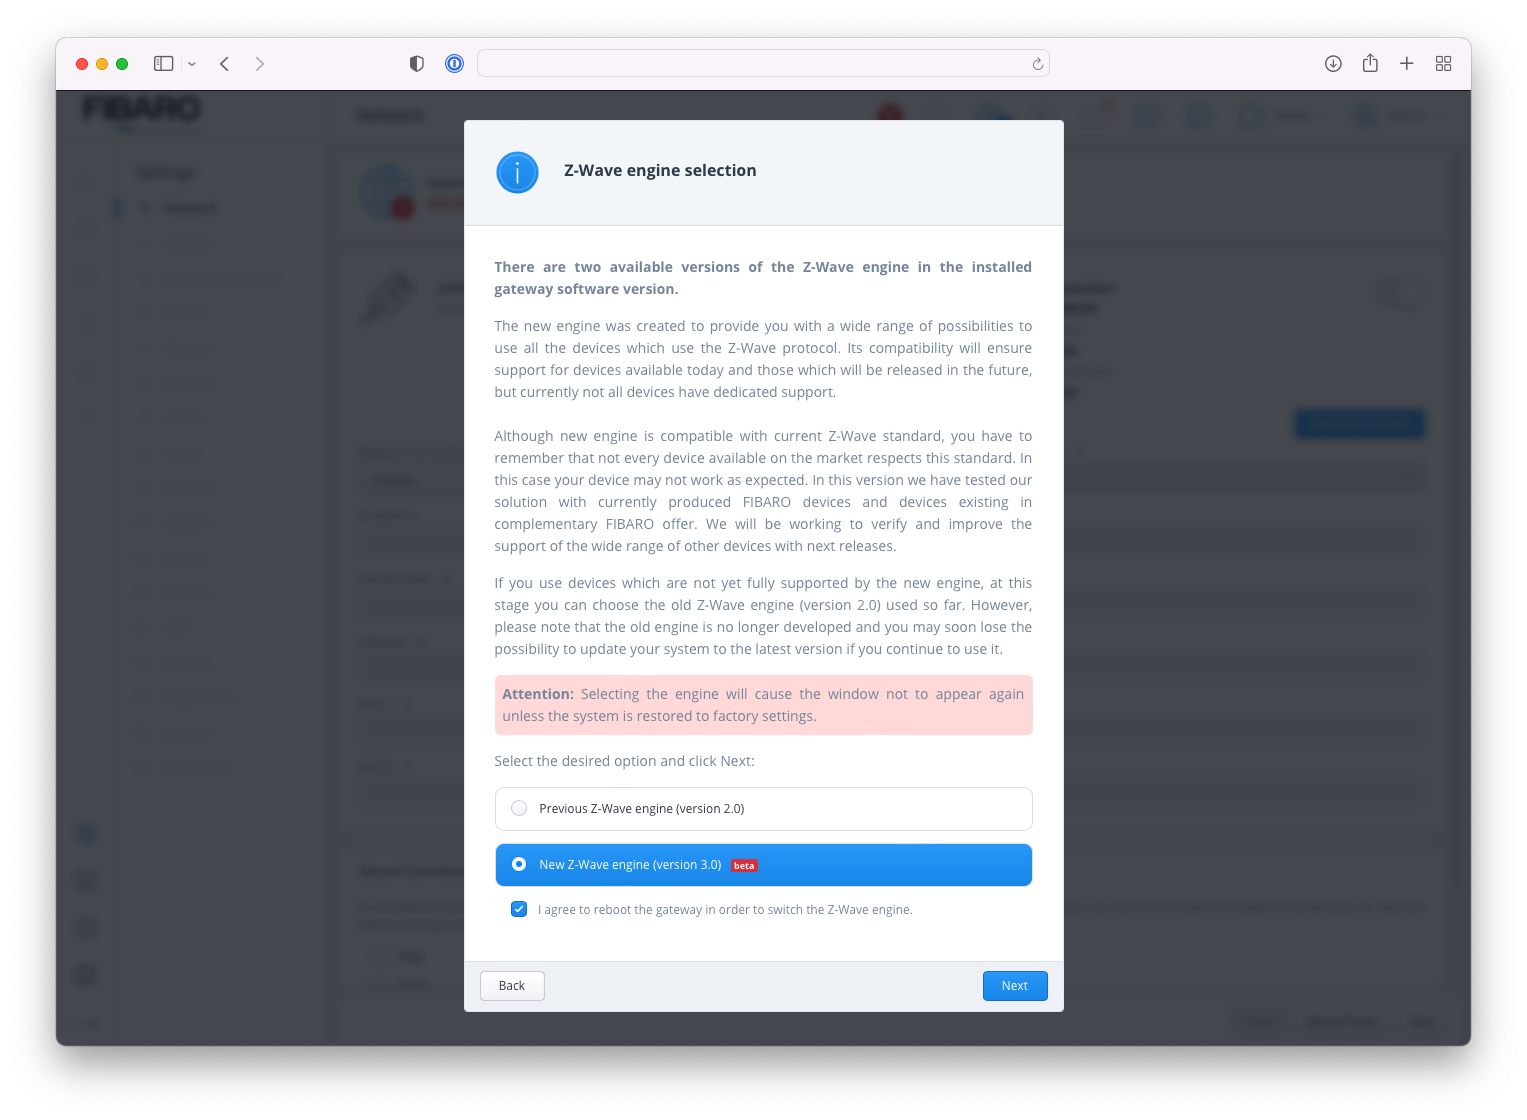 FIBARO
Network
Settings
Network
Z-Wave engine selection
There are two available versions of the Z-Wave engine in the installed
gateway software version.
The new engine was created to provide you with a wide range of possibilities to
use all the devices which use the Z-Wave protocol. Its compatibility will ensure
support for devices available today and those which will be released in the future,
but currently not all devices have dedicated support.
Although new engine is compatible with current Z-Wave standard, you have to
remember that not every device available on the market respects this standard. In
this case your device may not work as expected. In this version we have tested our
solution with currently produced FIBARO devices and devices existing in
complementary FIBARO offer. We will be working to verify and improve the
support of the wide range of other devices with next releases.
If you use devices which are not yet fully supported by the new engine, at this
stage you can choose the old Z-Wave engine (version 2.0) used so far. However,
please note that the old engine is no longer developed and you may soon lose the
possibility to update your system to the latest version if you continue to use it.
Attention: Selecting the engine will cause the window not to appear again
unless the system is restored to factory settings.
Select the desired option and click Next:
Previous Z-Wave engine (version 2.0)
New Z-Wave engine (version 3.0) beta
I agree to reboot the gateway in order to switch the Z-Wave engine.
Back
Next